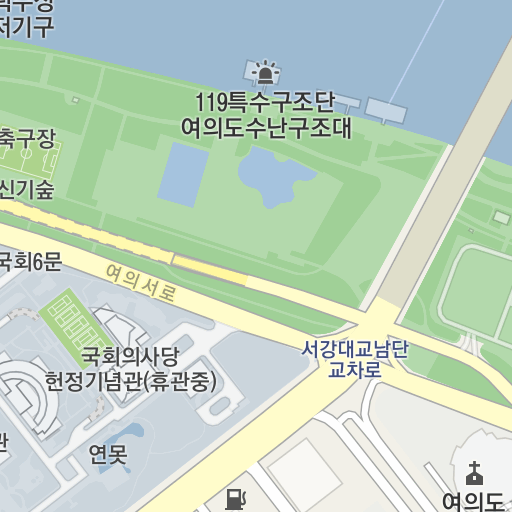 저기구
119특수구조단
여의도수난구조대
축구장
신기숲
국회6문
여의서로
서강대교남단
교차로
국회의사당
헌정기념관(휴관중)
관
연못
여의도